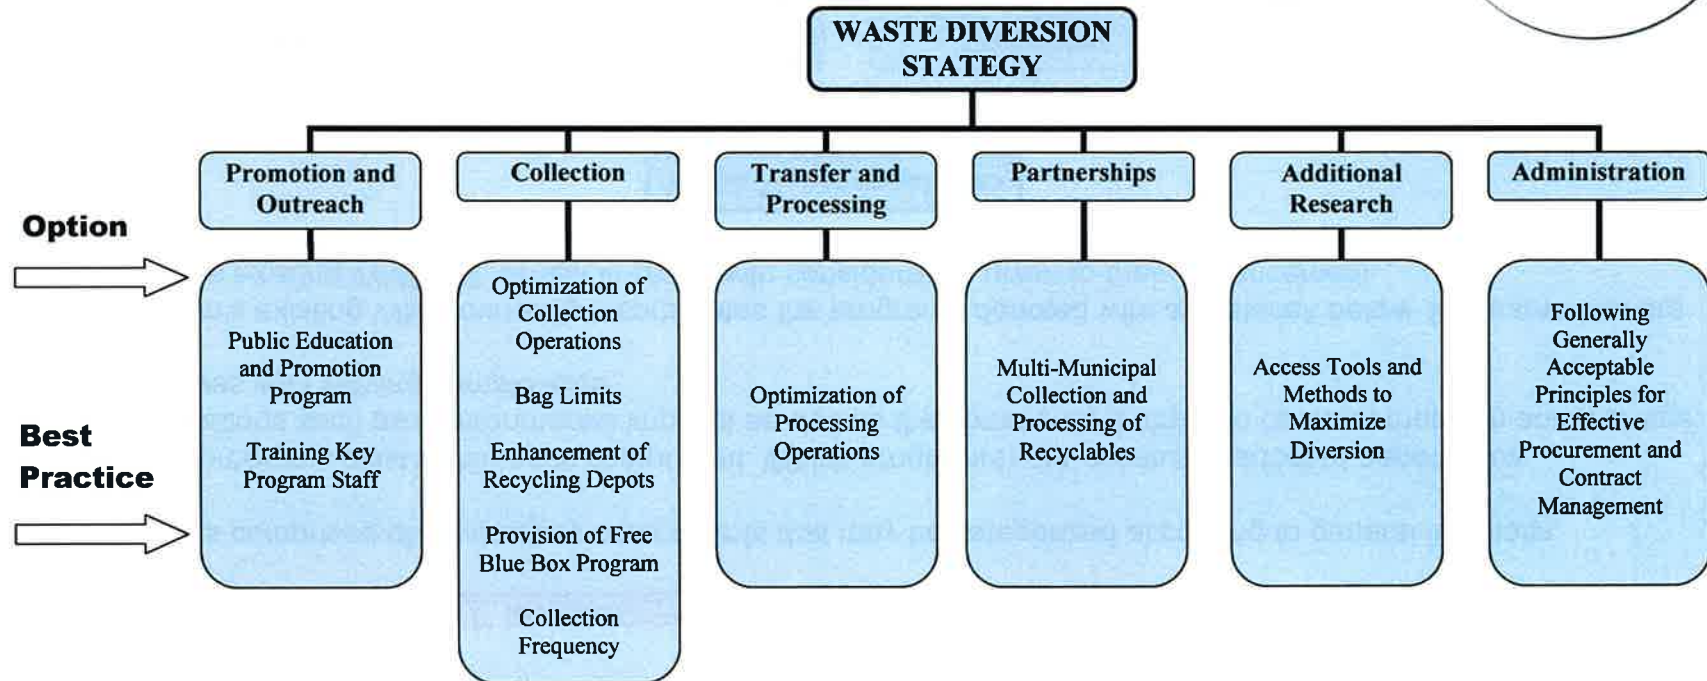 WASTE DIVERSION
STATEGY
Promotion and
Outreach
Collection
Transfer and
Processing
Partnerships
Additional
Research
Administration
Option
Best
Practice
Public Education
and Promotion
Program
Training Key
Program Staff
Optimization of
Collection
Operations
Bag Limits
Enhancement of
Recycling Depots
Provision of Free
Blue Box Program
Collection
Frequency
Optimization of
Processing
Operations
Multi-Municipal
Collection and
Processing of
Recyclables
Access Tools and
Methods to
Maximize
Diversion
Following
Generally
Acceptable
Principles for
Effective
Procurement and
Contract
Management